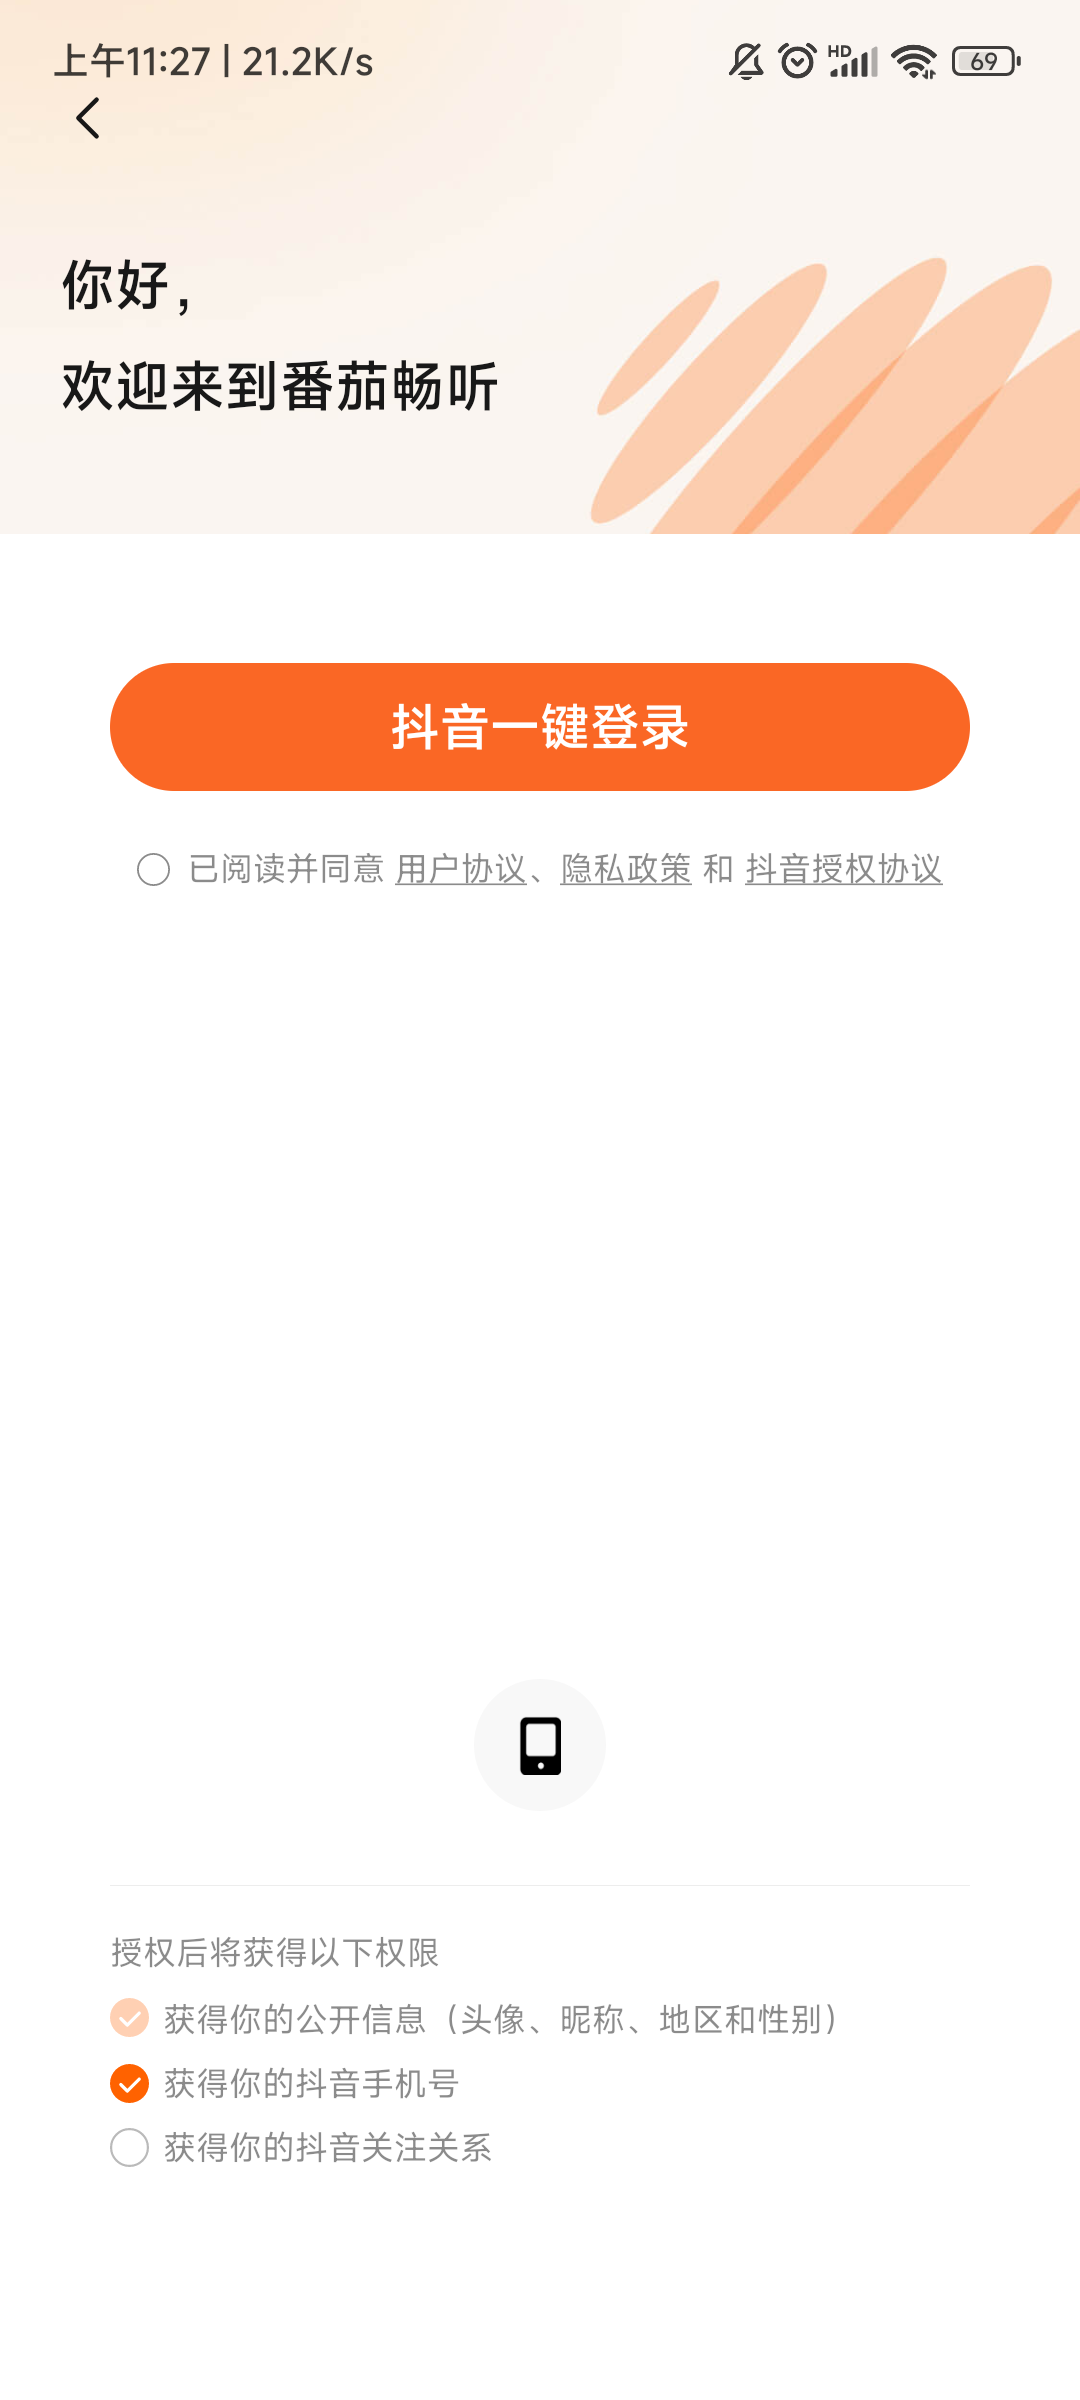 上午11:27 | 21.2K/s
HD
69
你好,
欢迎来到番茄畅听
抖音一键登录
已阅读并同意 用户协议、隐私政策 和 抖音授权协议
授权后将获得以下权限
获得你的公开信息（头像、昵称、地区和性别）
获得你的抖音手机号
获得你的抖音关注关系